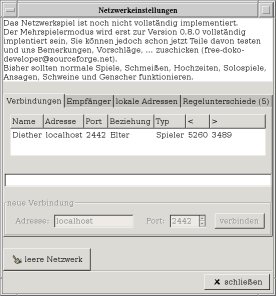 Netzwerkeinstellungen
Das Netzwerkspiel ist noch nicht vollständig implementiert.
Der Mehrspielermodus wird erst zur Version 0.8.0 vollständig
implentiert sein, Sie können jedoch schon jetzt Teile davon testen
und uns Bemerkungen, Vorschläge, ... zuschicken (free-doko-
developer@sourceforge.net).
Bisher sollten normale Spiele, Schmeißen, Hochzeiten, Solospiele,
Ansagen, Schweine und Genscher funktionieren.
Verbindungen Empfänger lokale Adressen Regelunterschiede (5)
Name Adresse Port Beziehung Typ < >
Diether localhost 2442 Elter Spieler 5260 3489
neue Verbindung
Adresse: localhost Port: 2442 verbinden
leere Netzwerk
schließen